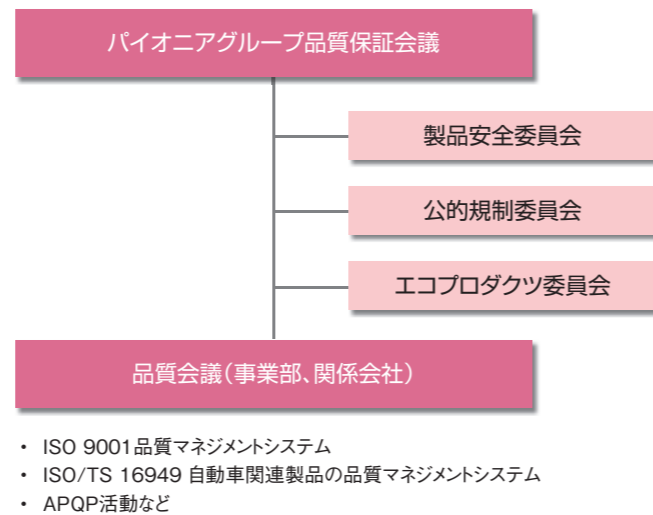 パイオニアグループ品質保証会議
製品安全委員会
公的規制委員会
エコプロダクツ委員会
品質会議（事業部、関係会社）
・ ISO 9001品質マネジメントシステム
・ ISO/TS 16949 自動車関連製品の品質マネジメントシステム
・ APQP活動など